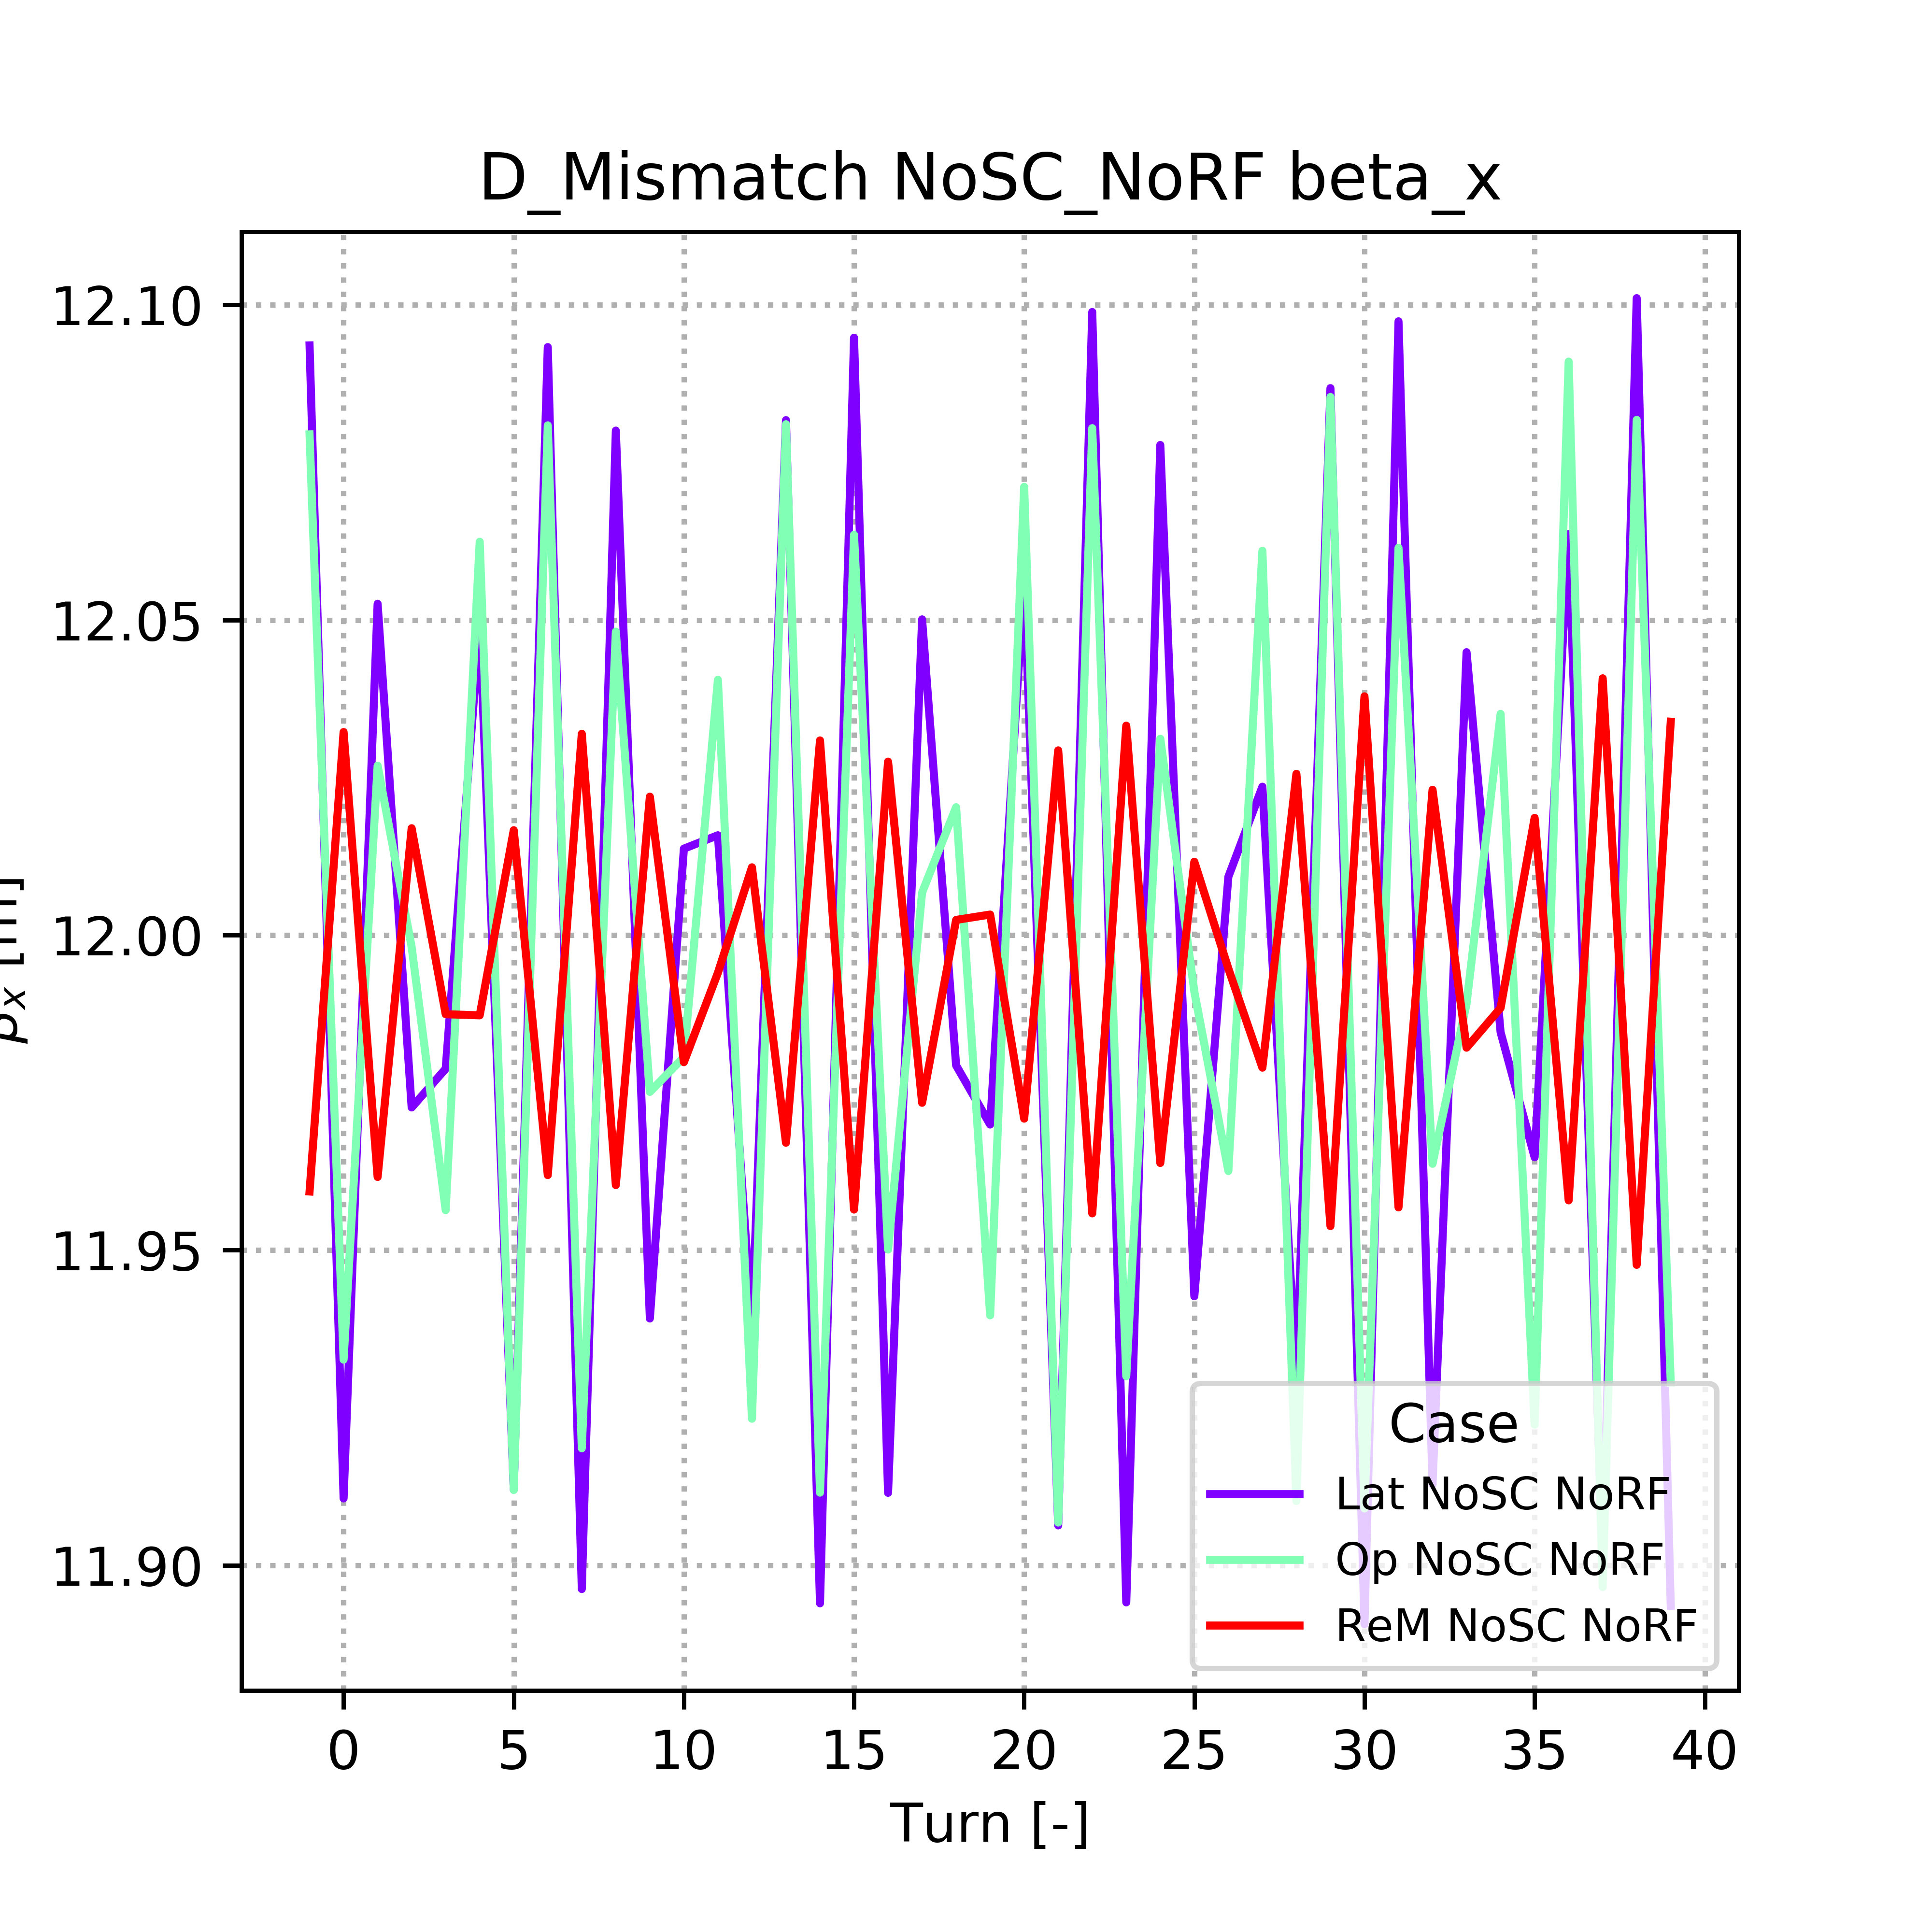 D_Mismatch NoSC_NoRF beta_x
12.10
12.05
12.00
11.95
11.90
[m]
0 5 10 15 20 25 30 35 40
Turn [-]
Case
Lat NoSC NoRF
Op NoSC NoRF
ReM NoSC NoRF